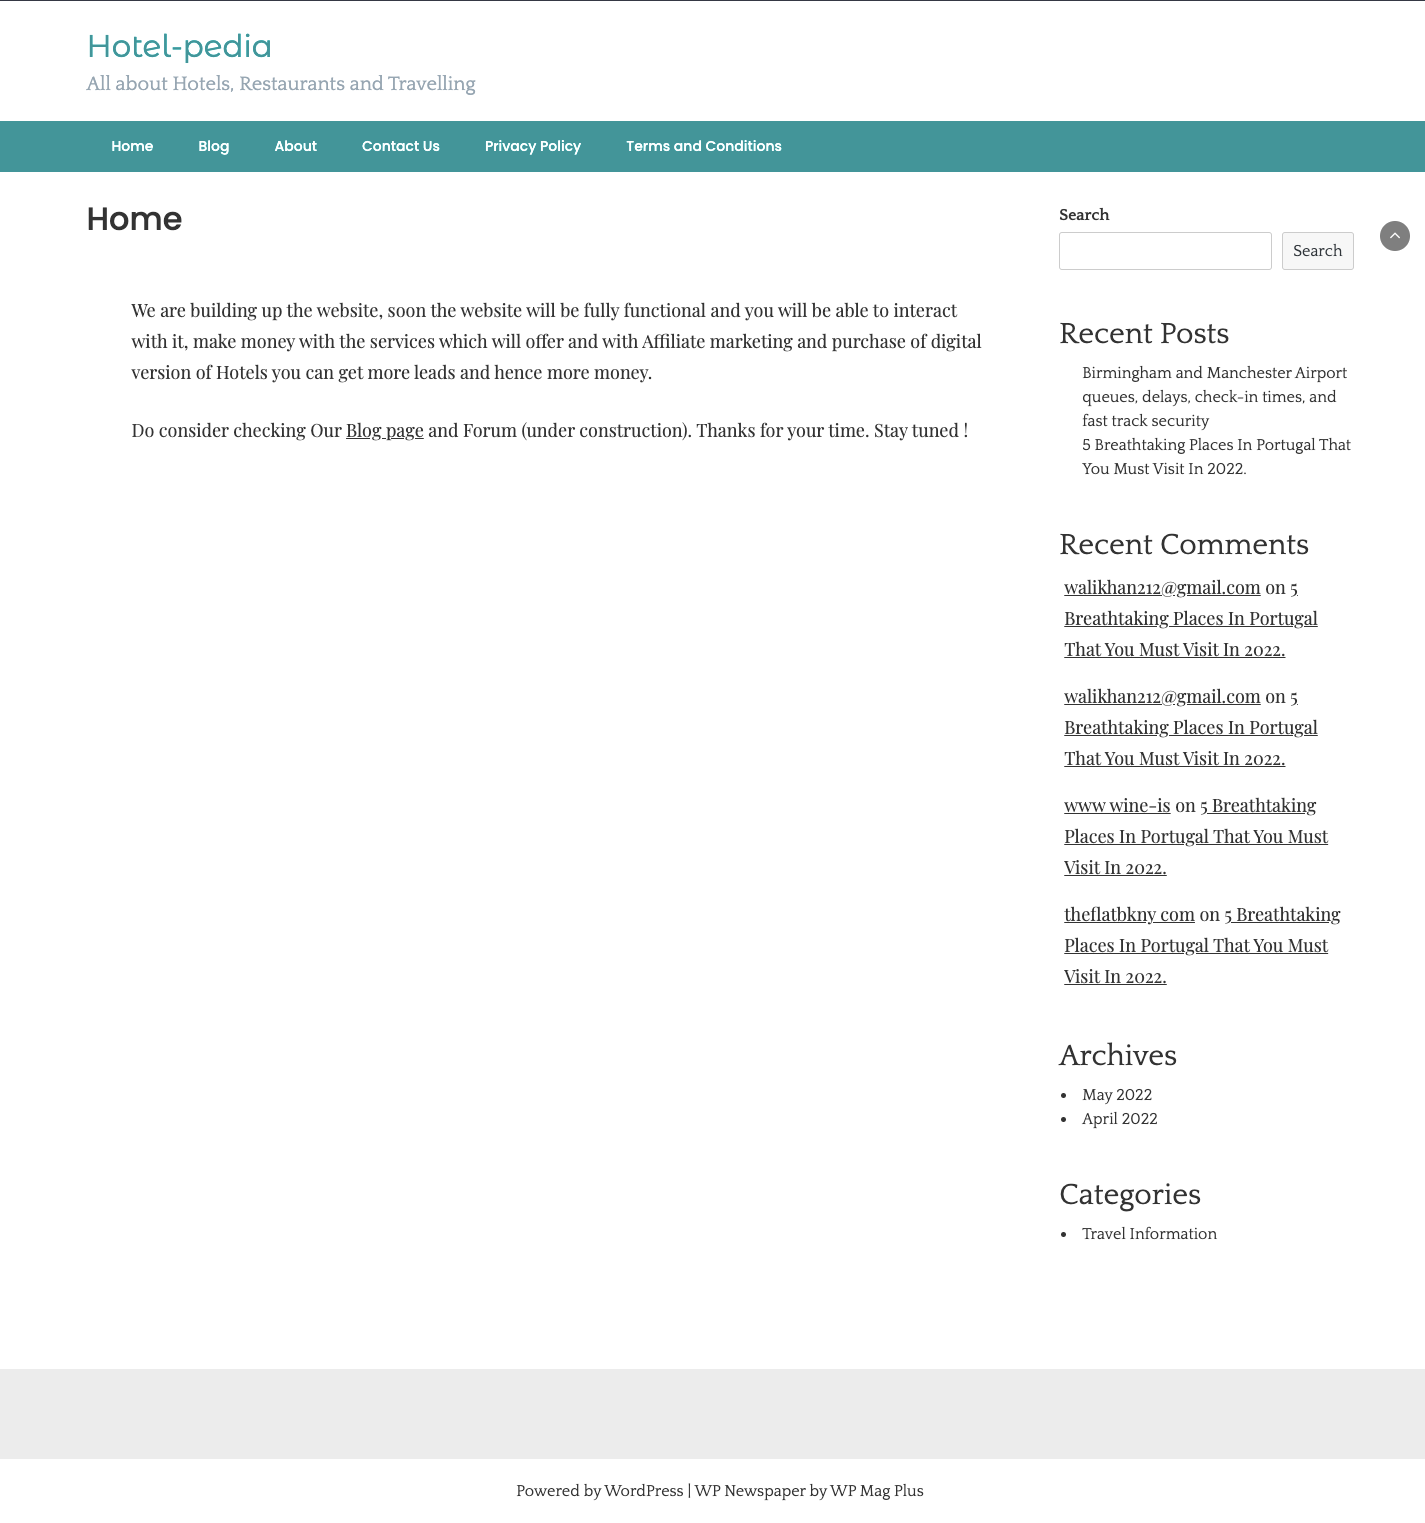 Hotel-pedia
All about Hotels, Restaurants and Travelling
Home Blog About Contact Us Privacy Policy Terms and Conditions
Home
We are building up the website, soon the website will be fully functional and you will be able to interact
with it, make money with the services which will offer and with Affiliate marketing and purchase of digital
version of Hotels you can get more leads and hence more money.
Do consider checking Our Blog page and Forum (under construction). Thanks for your time. Stay tuned !
Search
Search
Recent Posts
Birmingham and Manchester Airport
queues, delays, check-in times, and
fast track security
5 Breathtaking Places In Portugal That
You Must Visit In 2022.
Recent Comments
walikhan212@gmail.com on 5
Breathtaking Places In Portugal
That You Must Visit In 2022.
walikhan212@gmail.com on 5
Breathtaking Places In Portugal
That You Must Visit In 2022.
www wine-is on 5 Breathtaking
Places In Portugal That You Must
Visit In 2022.
theflatbkny com on 5 Breathtaking
Places In Portugal That You Must
Visit In 2022.
Archives
• May 2022
• April 2022
Categories
• Travel Information
Powered by WordPress | WP Newspaper by WP Mag Plus